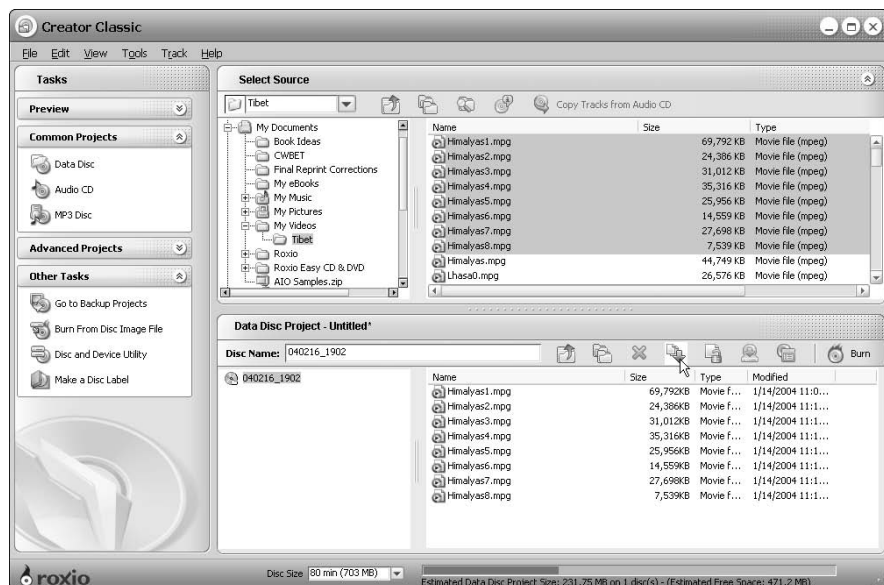 Creator Classic
File Edit View Tools Track Help
Tasks
Preview
Common Projects
Data Disc
Audio CD
MP3 Disc
Advanced Projects
Other Tasks
Go to Backup Projects
Burn From Disc Image File
Disc and Device Utility
Make a Disc Label
Select Source
Tibet Copy Tracks from Audio CD
My Documents
Book Ideas
CWBET
Final Reprint Corrections
My eBooks
My Music
My Pictures
My Videos
Tibet
Roxio
Roxio Easy CD & DVD
AIO Samples.zip
Name Size Type
Himalyas1.mpg 69,792 KB Movie file (mpeg)
Himalyas2.mpg 24,386 KB Movie file (mpeg)
Himalyas3.mpg 31,012 KB Movie file (mpeg)
Himalyas4.mpg 35,316 KB Movie file (mpeg)
Himalyas5.mpg 25,956 KB Movie file (mpeg)
Himalyas6.mpg 14,559 KB Movie file (mpeg)
Himalyas7.mpg 27,698 KB Movie file (mpeg)
Himalyas8.mpg 7,539 KB Movie file (mpeg)
Himalyas.mpg 44,749 KB Movie file (mpeg)
Lhasa0.mpg 26,576 KB Movie file (mpeg)
Data Disc Project - Untitled*
Disc Name: 040216_1902 Burn
040216_1902
Name Size Type Modified
Himalyas1.mpg 69,792KB Movie f... 1/14/2004 11:0...
Himalyas2.mpg 24,386KB Movie f... 1/14/2004 11:1...
Himalyas3.mpg 31,012KB Movie f... 1/14/2004 11:1...
Himalyas4.mpg 35,316KB Movie f... 1/14/2004 11:1...
Himalyas5.mpg 25,956KB Movie f... 1/14/2004 11:1...
Himalyas6.mpg 14,559KB Movie f... 1/14/2004 11:1...
Himalyas7.mpg 27,698KB Movie f... 1/14/2004 11:1...
Himalyas8.mpg 7,539KB Movie f... 1/14/2004 11:1...
roxio
Disc Size 80 min (703 MB)
Estimated Data Disc Project Size: 231.75 MB on 1 disc(s) - (Estimated Free Space: 471.2 MB)